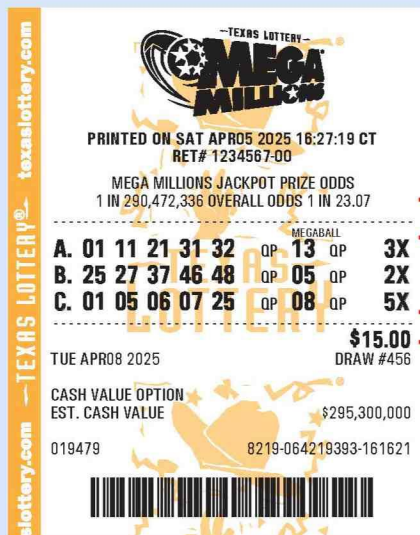 TEXAS LOTTERY
MEGA
MILLIONS
PRINTED ON SAT APR05 2025 16:27:19 CT
RET# 1234567-00
MEGA MILLIONS JACKPOT PRIZE ODDS
1 IN 290,472,336 OVERALL ODDS 1 IN 23.07
MEGABALL
A. 01 11 21 31 32 QP 13 QP 3X
B. 25 27 37 46 48 QP 05 QP 2X
C. 01 05 06 07 25 QP 08 QP 5X
TEXAS
LOTTERY
$15.00
TUE APR08 2025 DRAW #456
CASH VALUE OPTION
EST. CASH VALUE $295,300,000
019479 8219-064219393-161621
slottery.com —TEXAS LOTTERY®— texaslottery.com